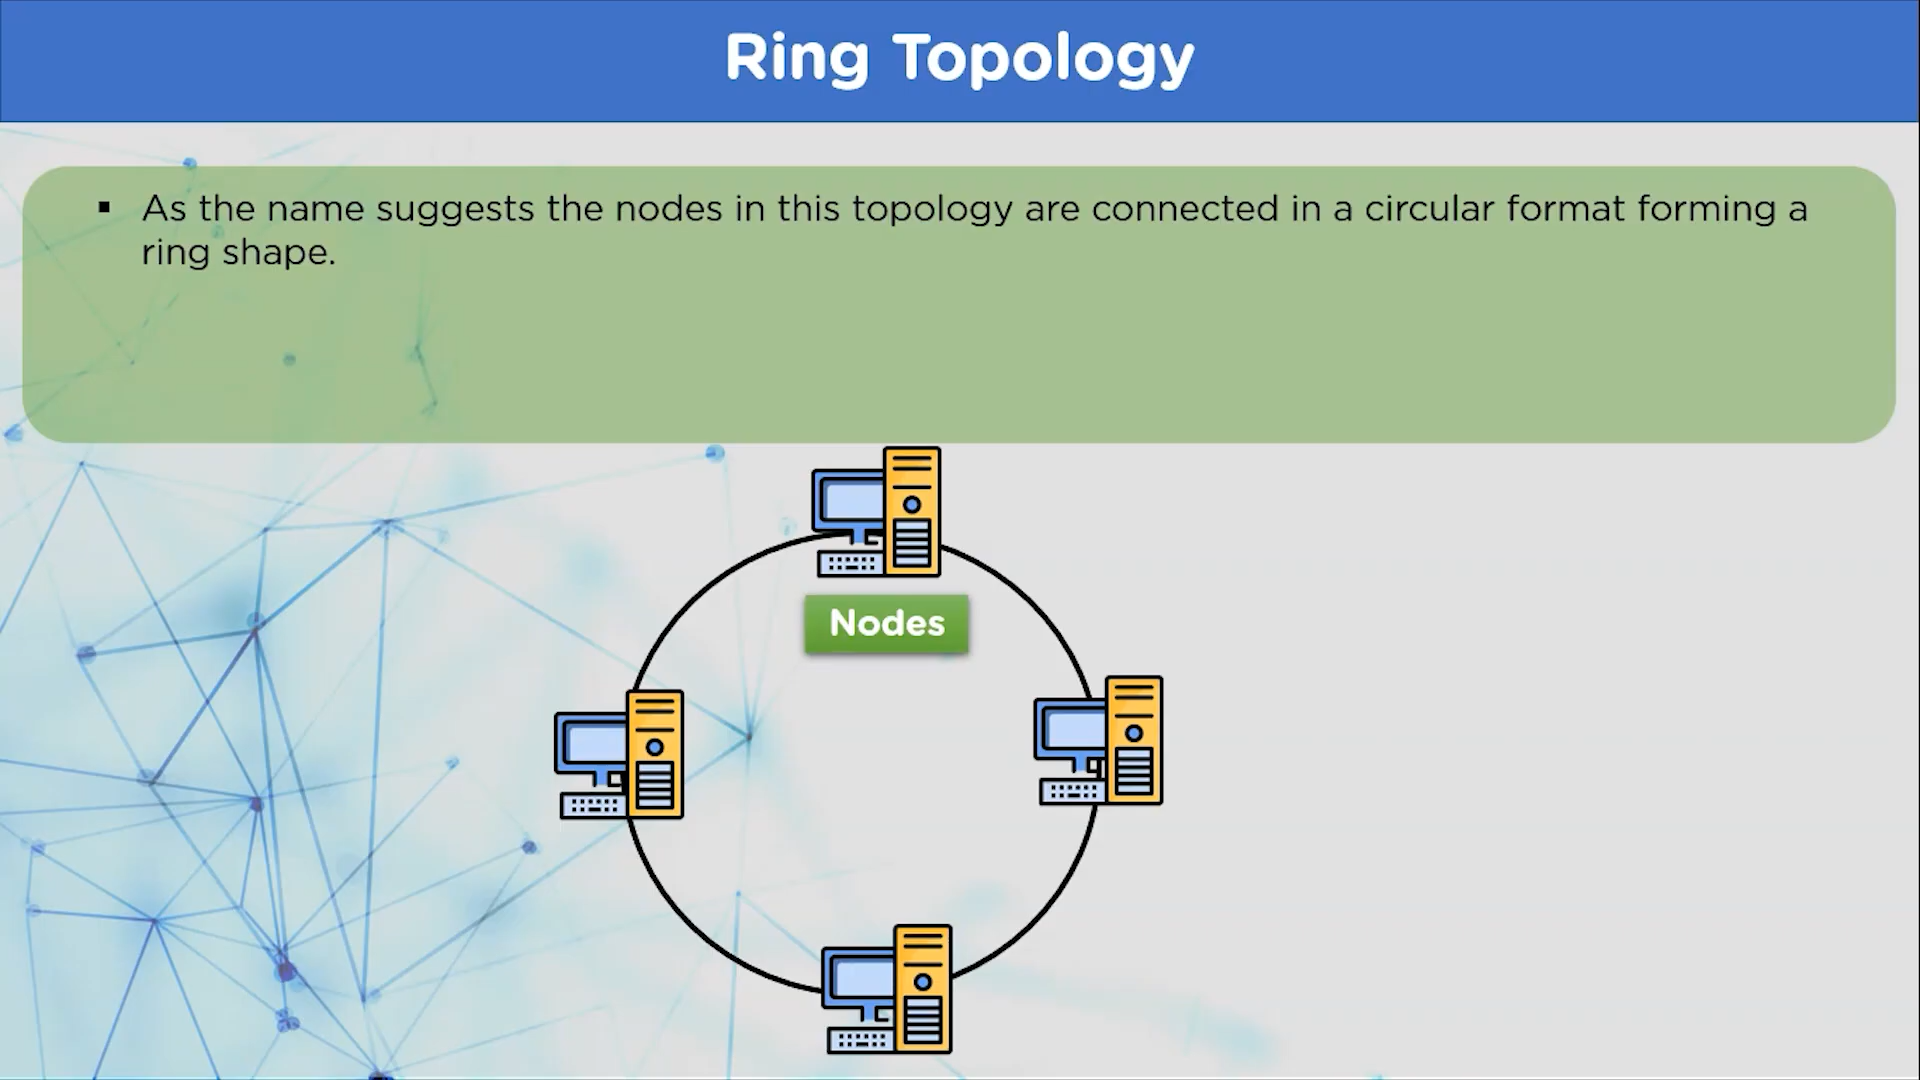 Ring Topology
▪ As the name suggests the nodes in this topology are connected in a circular format forming a
ring shape.
Nodes